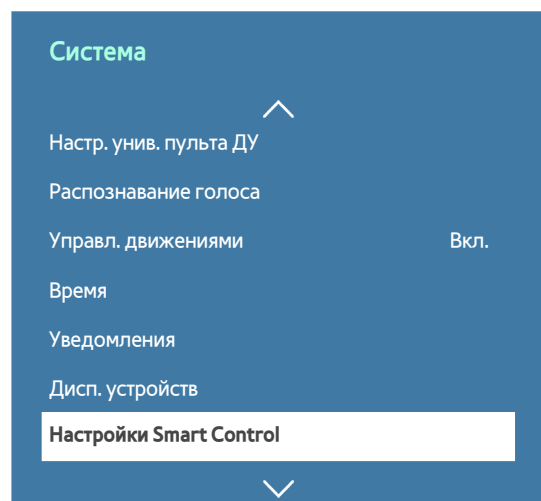 Система
Настр. унив. пульта ДУ
Распознавание голоса
Управл. движениями Вкл.
Время
Уведомления
Дисп. устройств
Настройки Smart Control